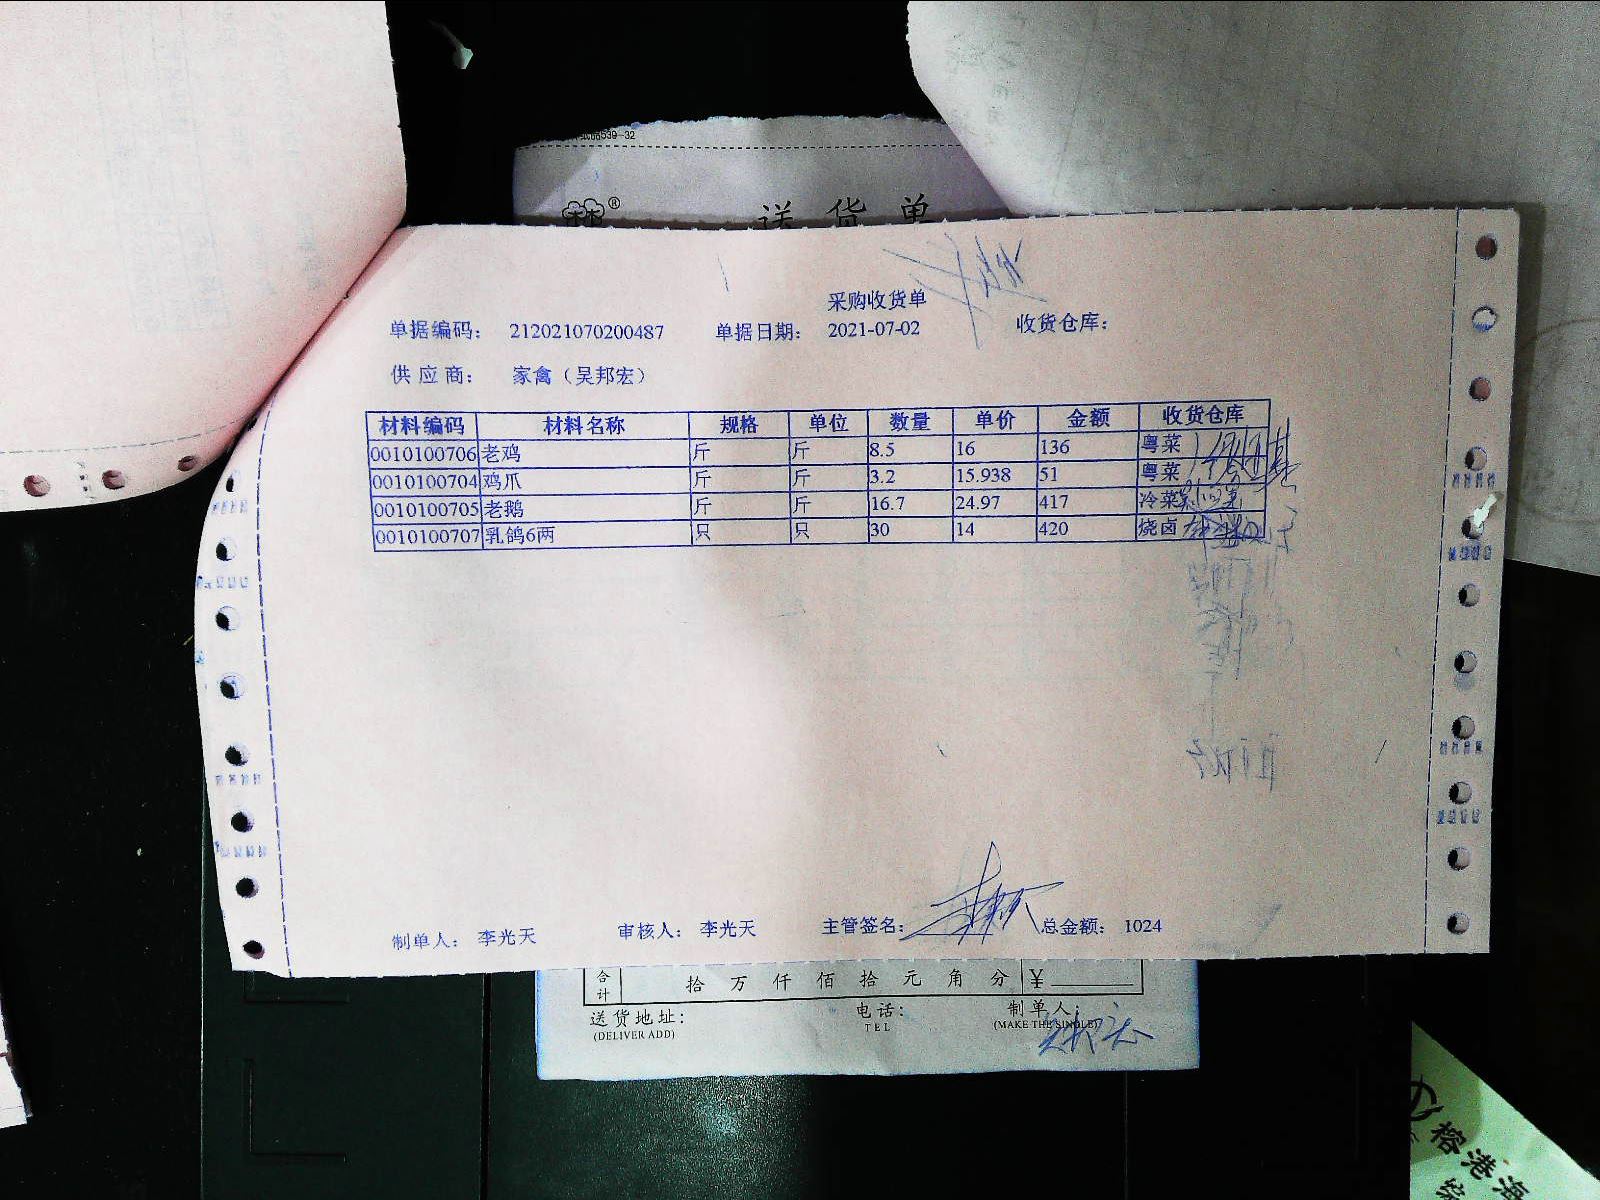 送货单
采购收货单
单据编码： 212021070200487 单据日期： 2021-07-02 收货仓库：
供应商： 家禽（吴邦宏）
材料编码 材料名称 规格 单位 数量 单价 金额 收货仓库
0010100706 老鸡 斤 斤 8.5 16 136 粤菜
0010100704 鸡爪 斤 斤 3.2 15.938 51 粤菜
0010100705 老鹅 斤 斤 16.7 24.97 417 冷菜
0010100707 乳鸽6两 只 只 30 14 420 烧卤
制单人： 李光天 审核人： 李光天 主管签名： 总金额： 1024
合计 拾 万 仟 佰 拾 元 角 分 ¥
送货地址： 电话： 制单人：
(DELIVER ADD) TEL (MAKE THE SINGLE)
榕港海